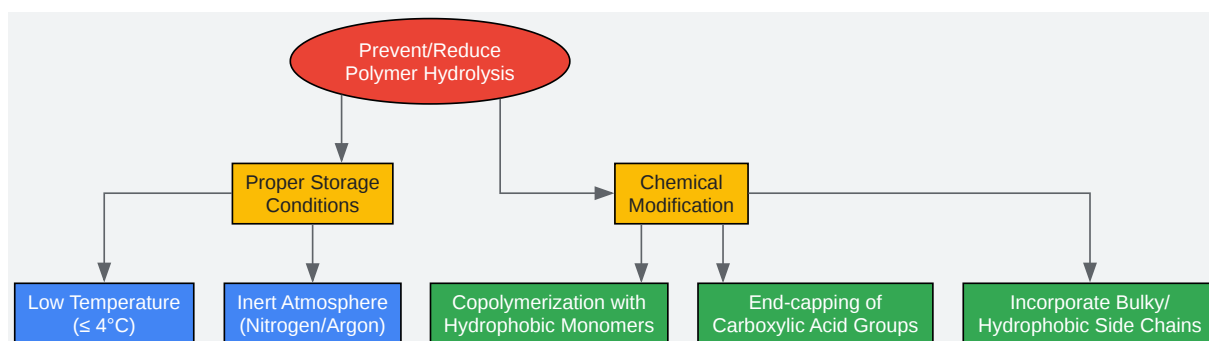 Prevent/Reduce
Polymer Hydrolysis
Proper Storage
Conditions
Chemical
Modification
Low Temperature
(≤ 4°C)
Inert Atmosphere
(Nitrogen/Argon)
Copolymerization with
Hydrophobic Monomers
End-capping of
Carboxylic Acid Groups
Incorporate Bulky/
Hydrophobic Side Chains